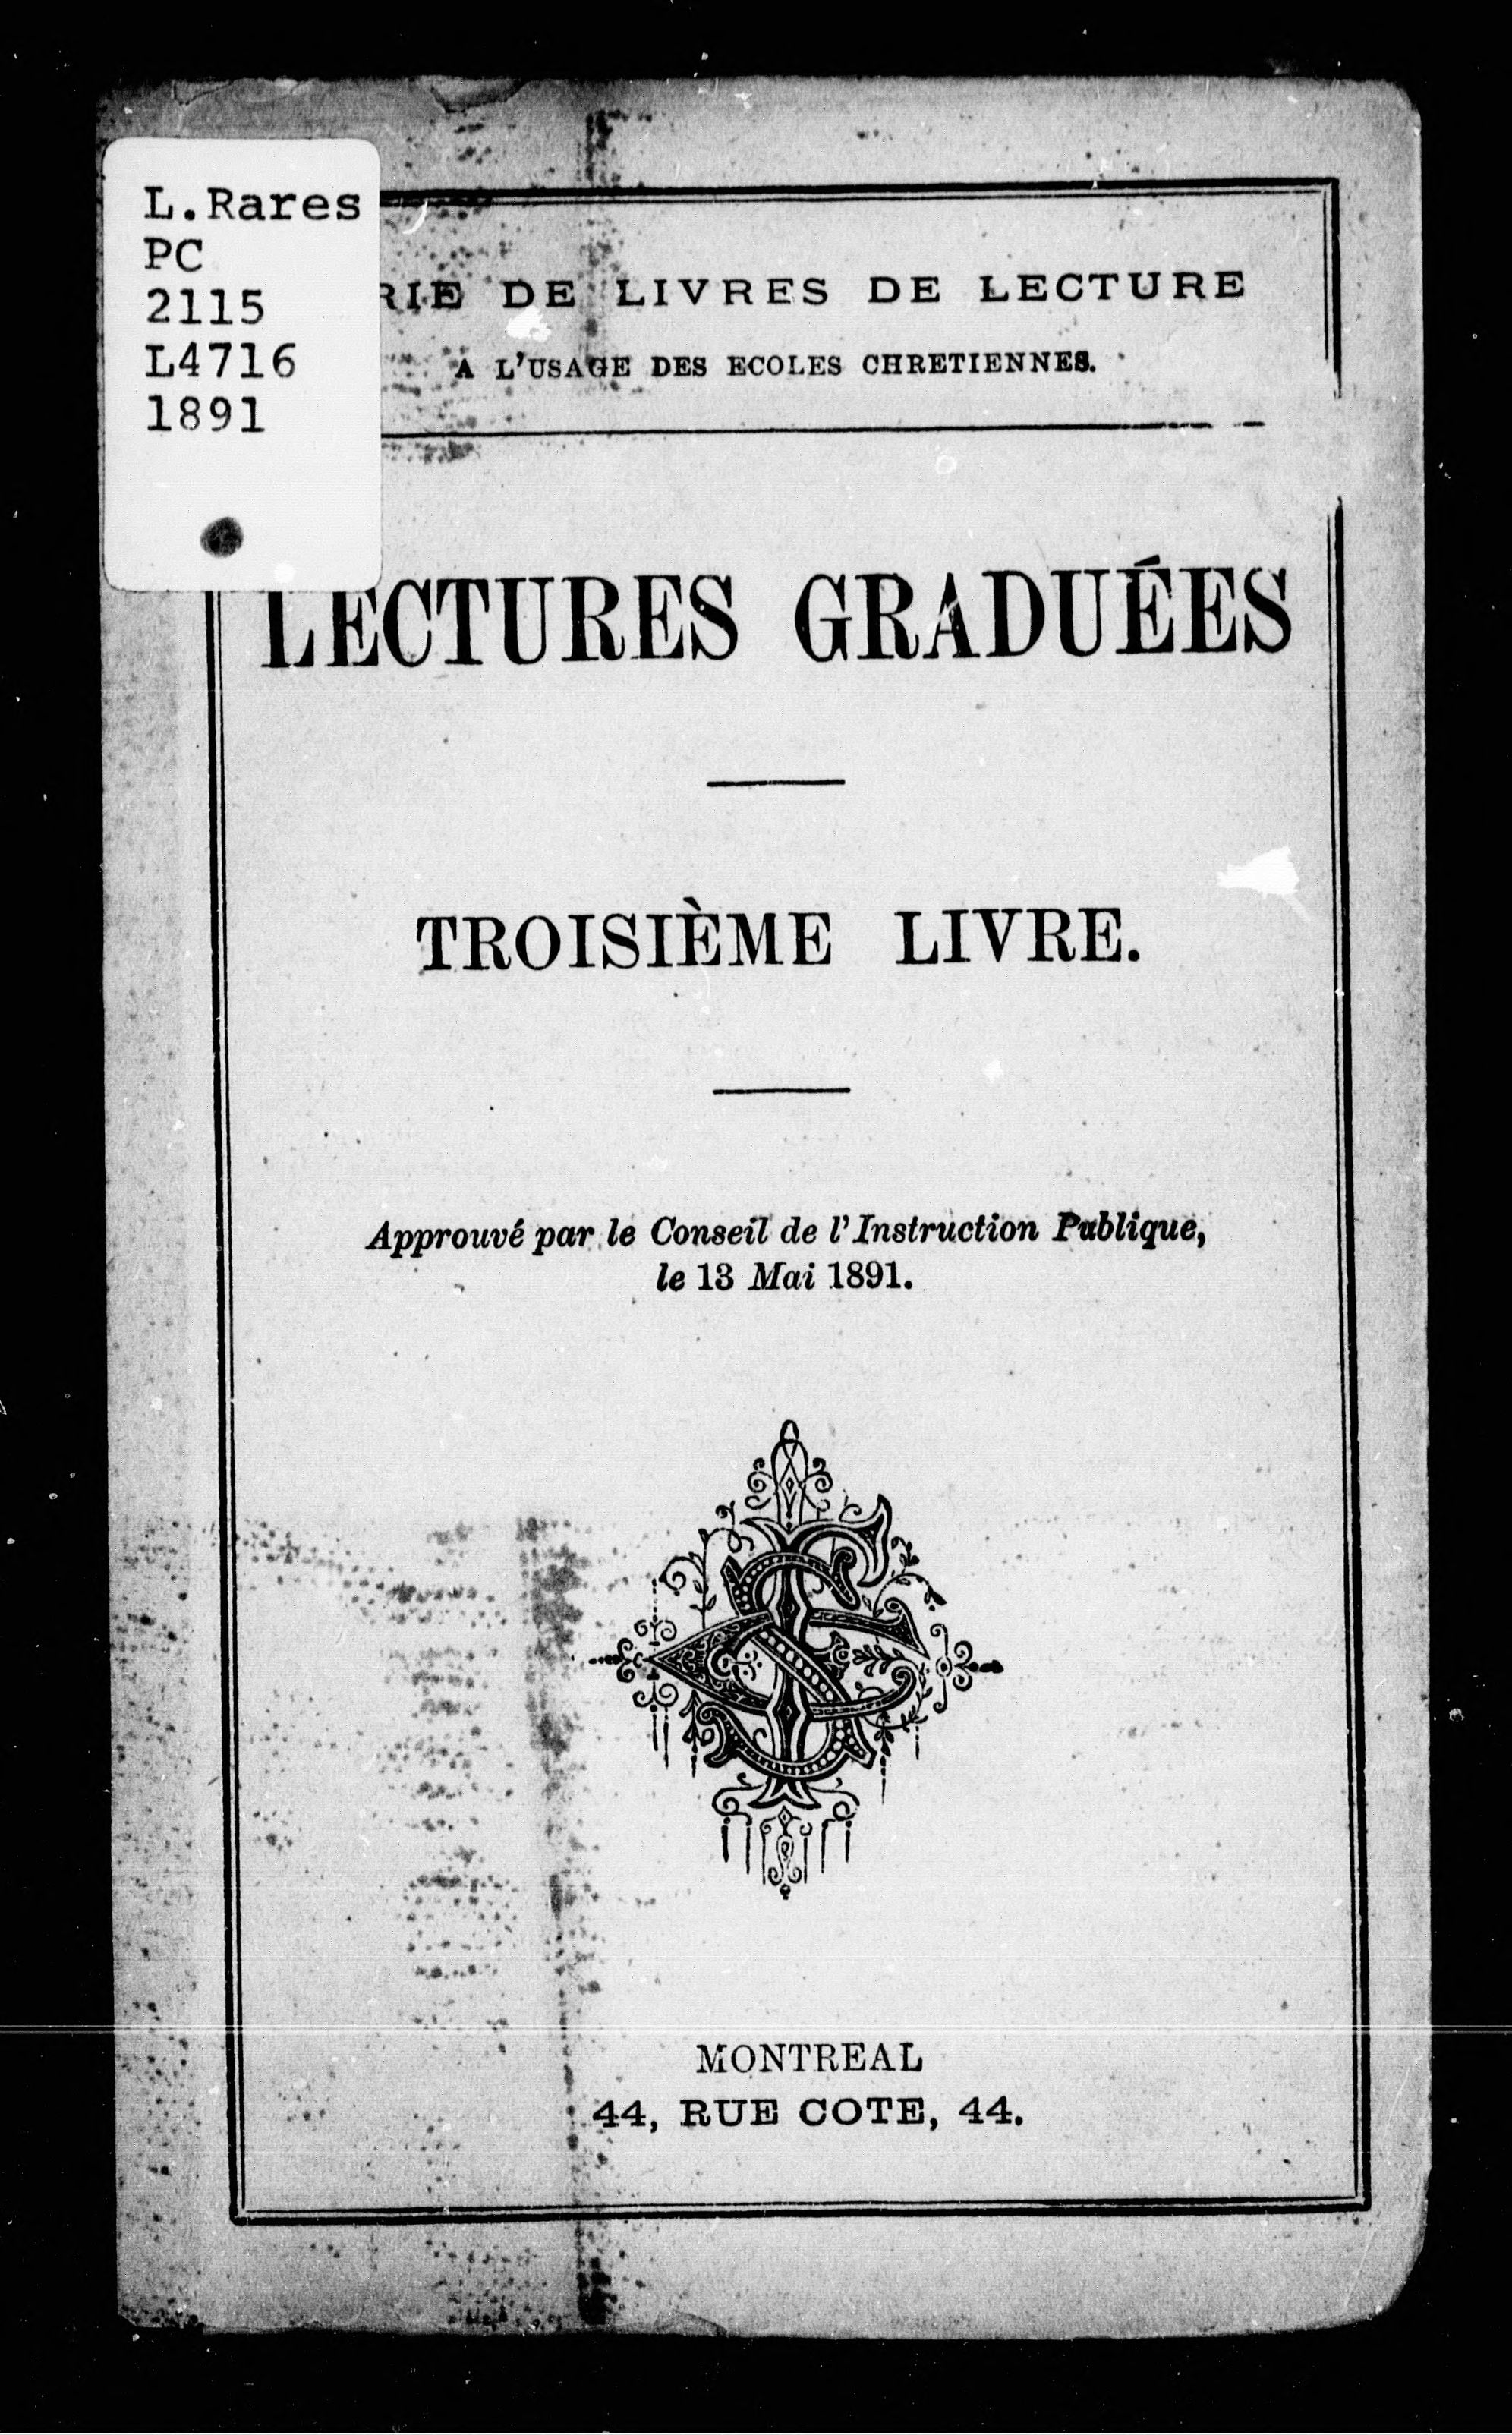 L.Rares
PC
2115
L4716
1891
RIE DE LIVRES DE LECTURE
A L'USAGE DES ECOLES CHRETIENNES.
LECTURES GRADUÉES
TROISIÈME LIVRE.
Approuvé par le Conseil de l'Instruction Publique,
le 13 Mai 1891.
MONTREAL
44, RUE COTE, 44.